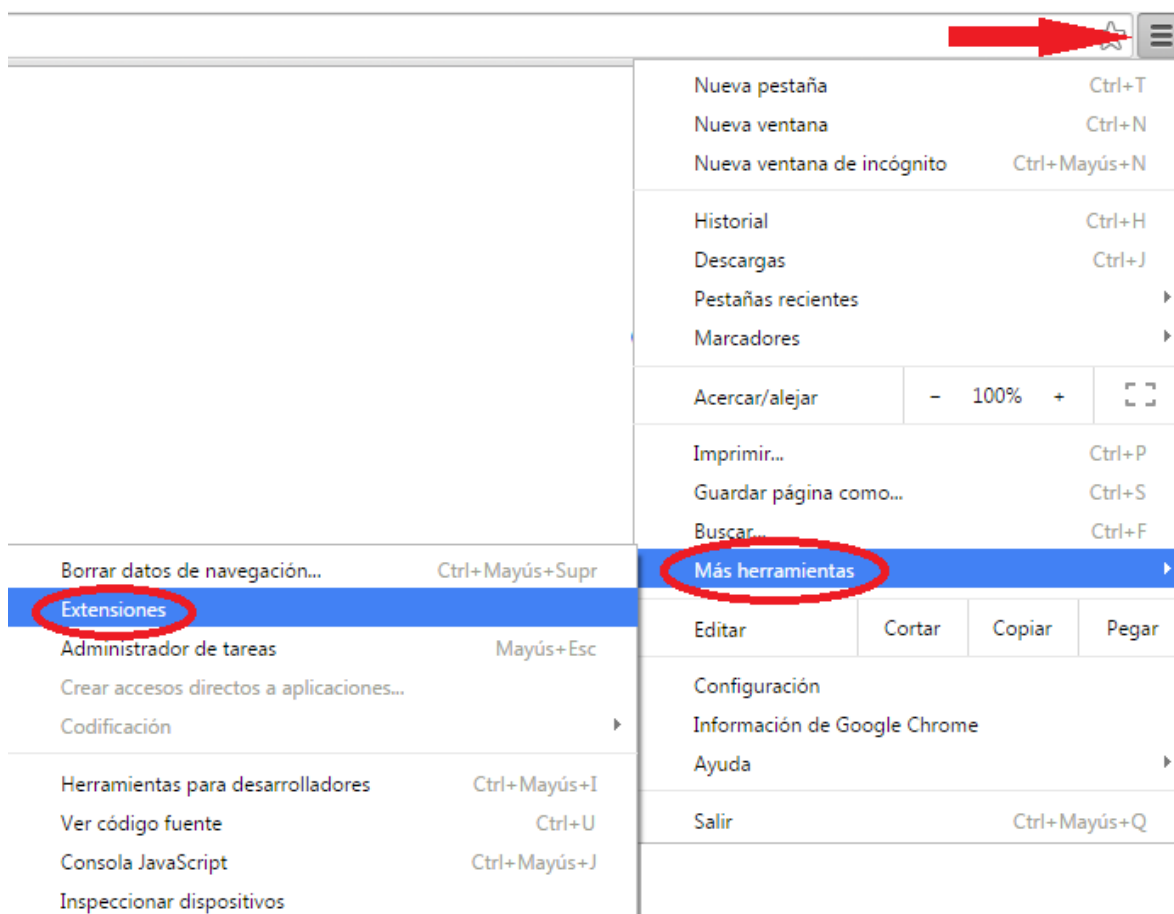 Nueva pestaña Ctrl+T
Nueva ventana Ctrl+N
Nueva ventana de incógnito Ctrl+Mayús+N
Historial Ctrl+H
Descargas Ctrl+J
Pestañas recientes
Marcadores
Acercar/alejar - 100% +
Imprimir... Ctrl+P
Guardar página como... Ctrl+S
Buscar... Ctrl+F
Más herramientas
Editar Cortar Copiar Pegar
Configuración
Información de Google Chrome
Ayuda
Salir Ctrl+Mayús+Q
Borrar datos de navegación... Ctrl+Mayús+Supr
Extensiones
Administrador de tareas Mayús+Esc
Crear accesos directos a aplicaciones...
Codificación
Herramientas para desarrolladores Ctrl+Mayús+I
Ver código fuente Ctrl+U
Consola JavaScript Ctrl+Mayús+J
Inspeccionar dispositivos